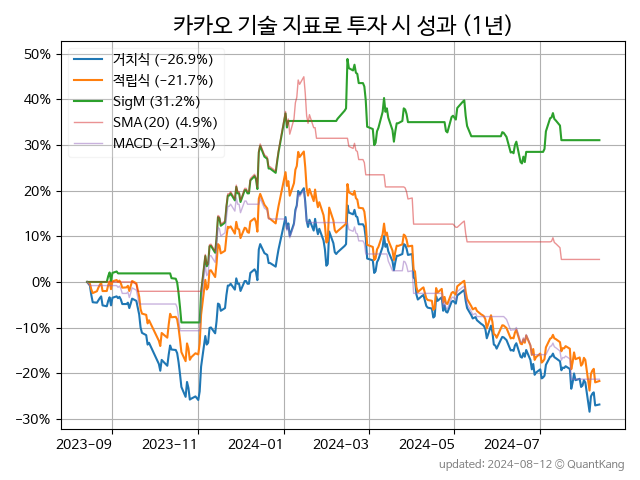 카카오 기술 지표로 투자 시 성과 (1년)
거치식 (−26.9%)
적립식 (−21.7%)
SigM (31.2%)
SMA(20) (4.9%)
MACD (−21.3%)
50%
40%
30%
20%
10%
0%
−10%
−20%
−30%
2023−09
2023−11
2024−01
2024−03
2024−05
2024−07
updated: 2024−08−12 © QuantKang